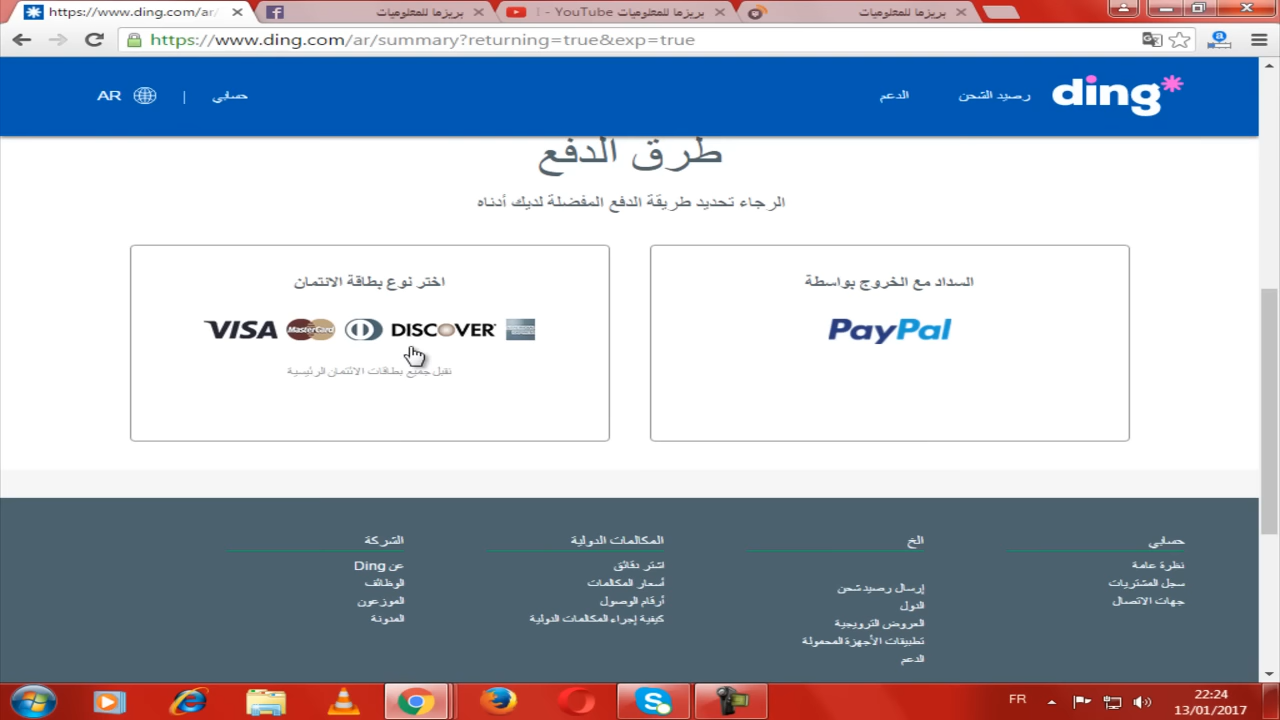 https://www.ding.com/ar/
بريزما للمعلوميات
بريزما للمعلوميات YouTube - ا
بريزما للمعلوميات
https://www.ding.com/ar/summary?returning=true&exp=true
ding*
رصيد الشحن
الدعم
حسابي
|
AR
طرق الدفع
الرجاء تحديد طريقة الدفع المفضلة لديك أدناه
السداد مع الخروج بواسطة
PayPal
اختر نوع بطاقة الائتمان
VISA MasterCard DISCOVER
نقبل جميع بطاقات الائتمان الرئيسية
حسابي
نظرة عامة
سجل المشتريات
جهات الاتصال
الخ
إرسال رصيد شحن
الدول
العروض الترويجية
تطبيقات الأجهزة المحمولة
الدعم
المكالمات الدولية
اشتر دقائق
أسعار المكالمات
أرقام الوصول
كيفية إجراء المكالمات الدولية
الشركة
عن Ding
الوظائف
الموزعون
المدونة
FR
22:24
13/01/2017